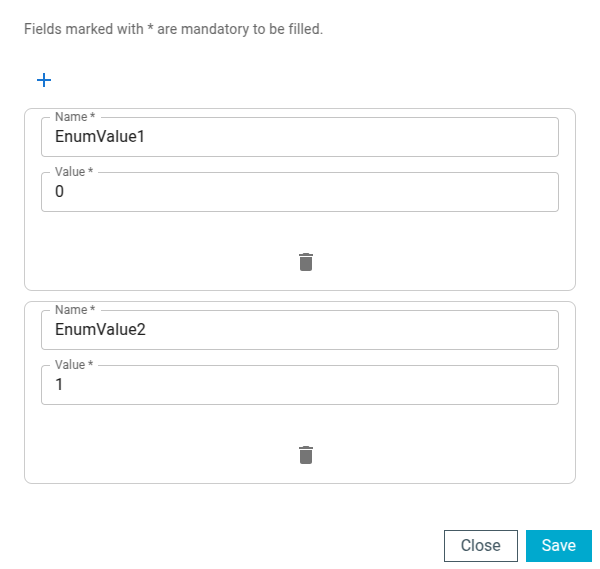 Fields marked with * are mandatory to be filled.
+
Name *
EnumValue1
Value *
0
Name *
EnumValue2
Value *
1
Close Save